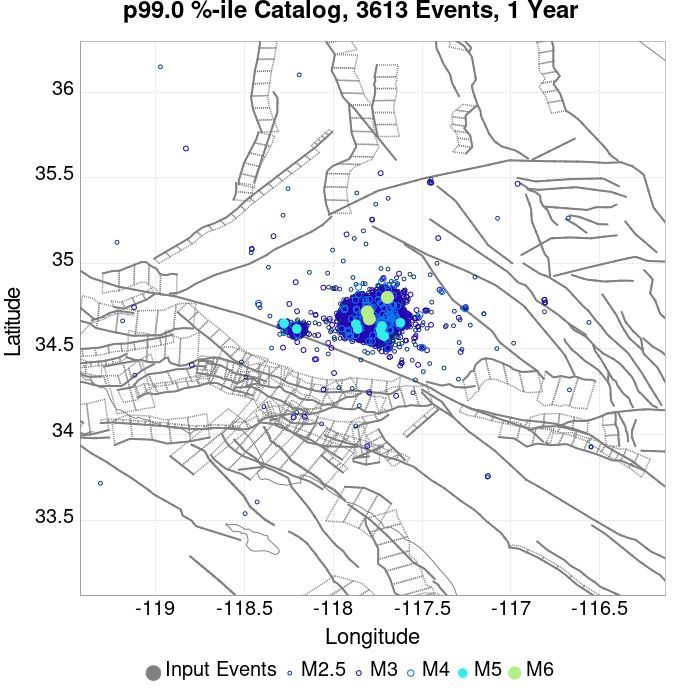 p99.0 %-ile Catalog, 3613 Events, 1 Year
36
35.5
35
34.5
34
33.5
Latitude
-119 -118.5 -118 -117.5 -117 -116.5
Longitude
Input Events M2.5 M3 M4 M5 M6